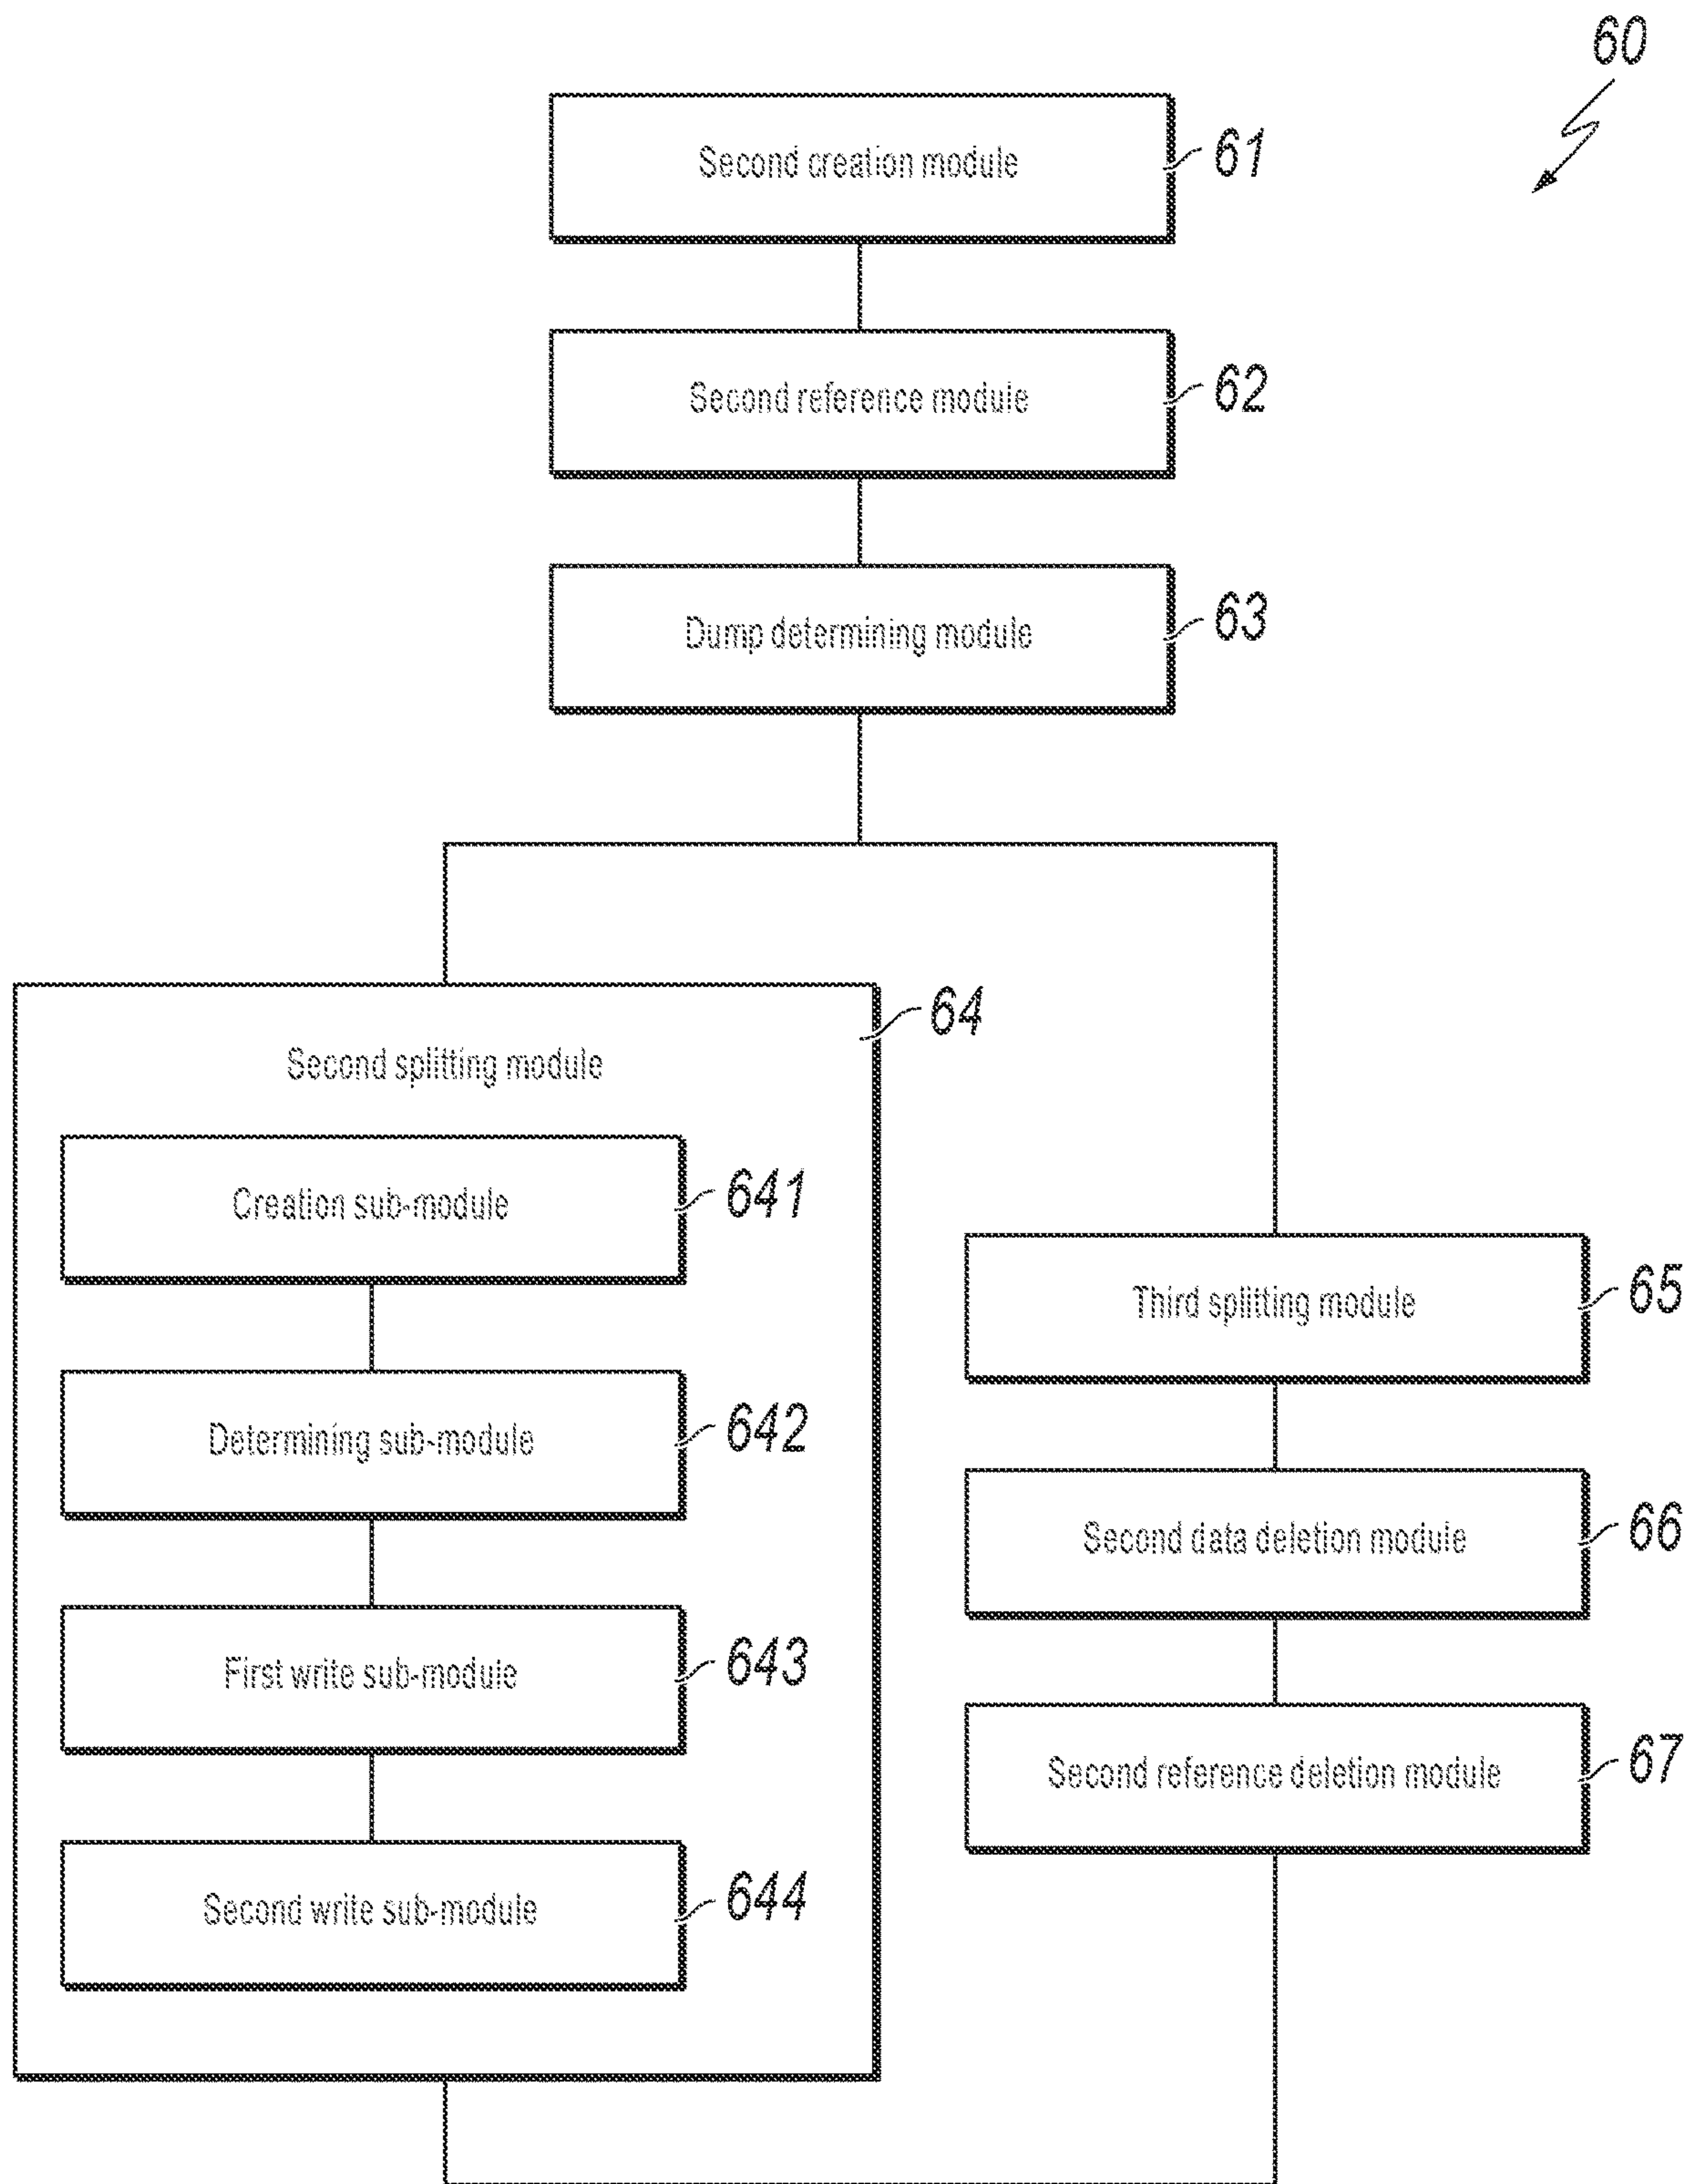 60
Second creation module
61
Second reference module
62
Dump determining module
63
64
Second splitting module
Creation sub-module
641
Determining sub-module
642
First write sub-module
643
Second write sub-module
644
Third splitting module
65
Second data deletion module
66
Second reference deletion module
67